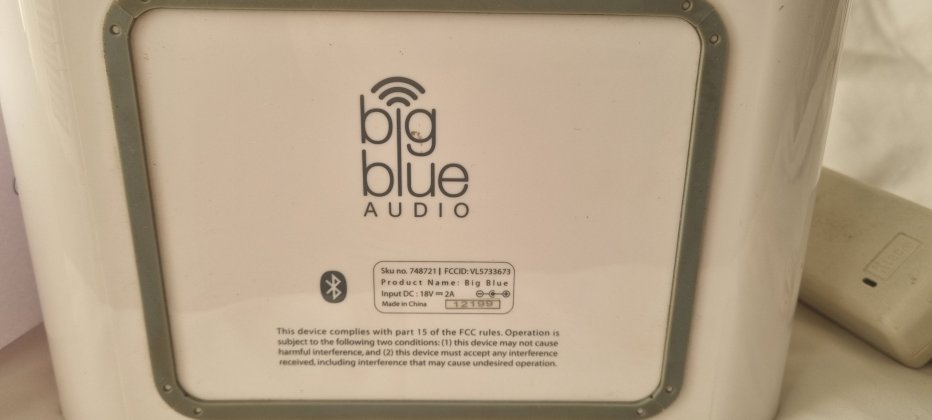 big
blue
AUDIO
Sku no. 748721 | FCCID: VL5733673
Product Name: Big Blue
Input DC : 18V ⎓ 2A
Made in China 12199
This device complies with part 15 of the FCC rules. Operation is
subject to the following two conditions: (1) this device may not cause
harmful interference, and (2) this device must accept any interference
received, including interference that may cause undesired operation.